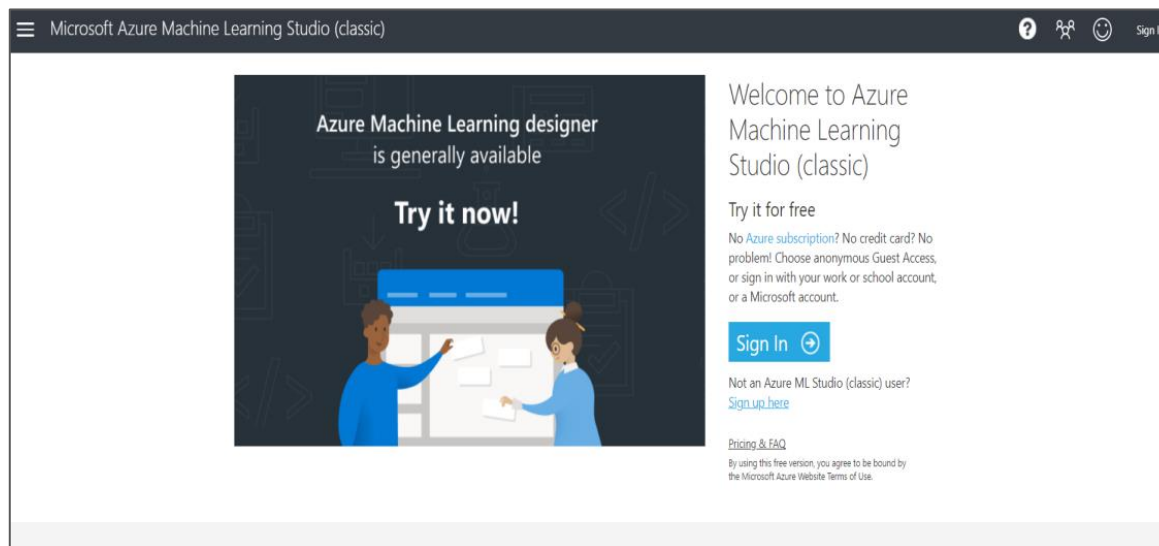 Microsoft Azure Machine Learning Studio (classic)
Sign
Azure Machine Learning designer
is generally available
Try it now!
Welcome to Azure
Machine Learning
Studio (classic)
Try it for free
No Azure subscription? No credit card? No
problem! Choose anonymous Guest Access,
or sign in with your work or school account,
or a Microsoft account.
Sign In
Not an Azure ML Studio (classic) user?
Sign up here
Pricing & FAQ
By using this free version, you agree to be bound by
the Microsoft Azure Website Terms of Use.